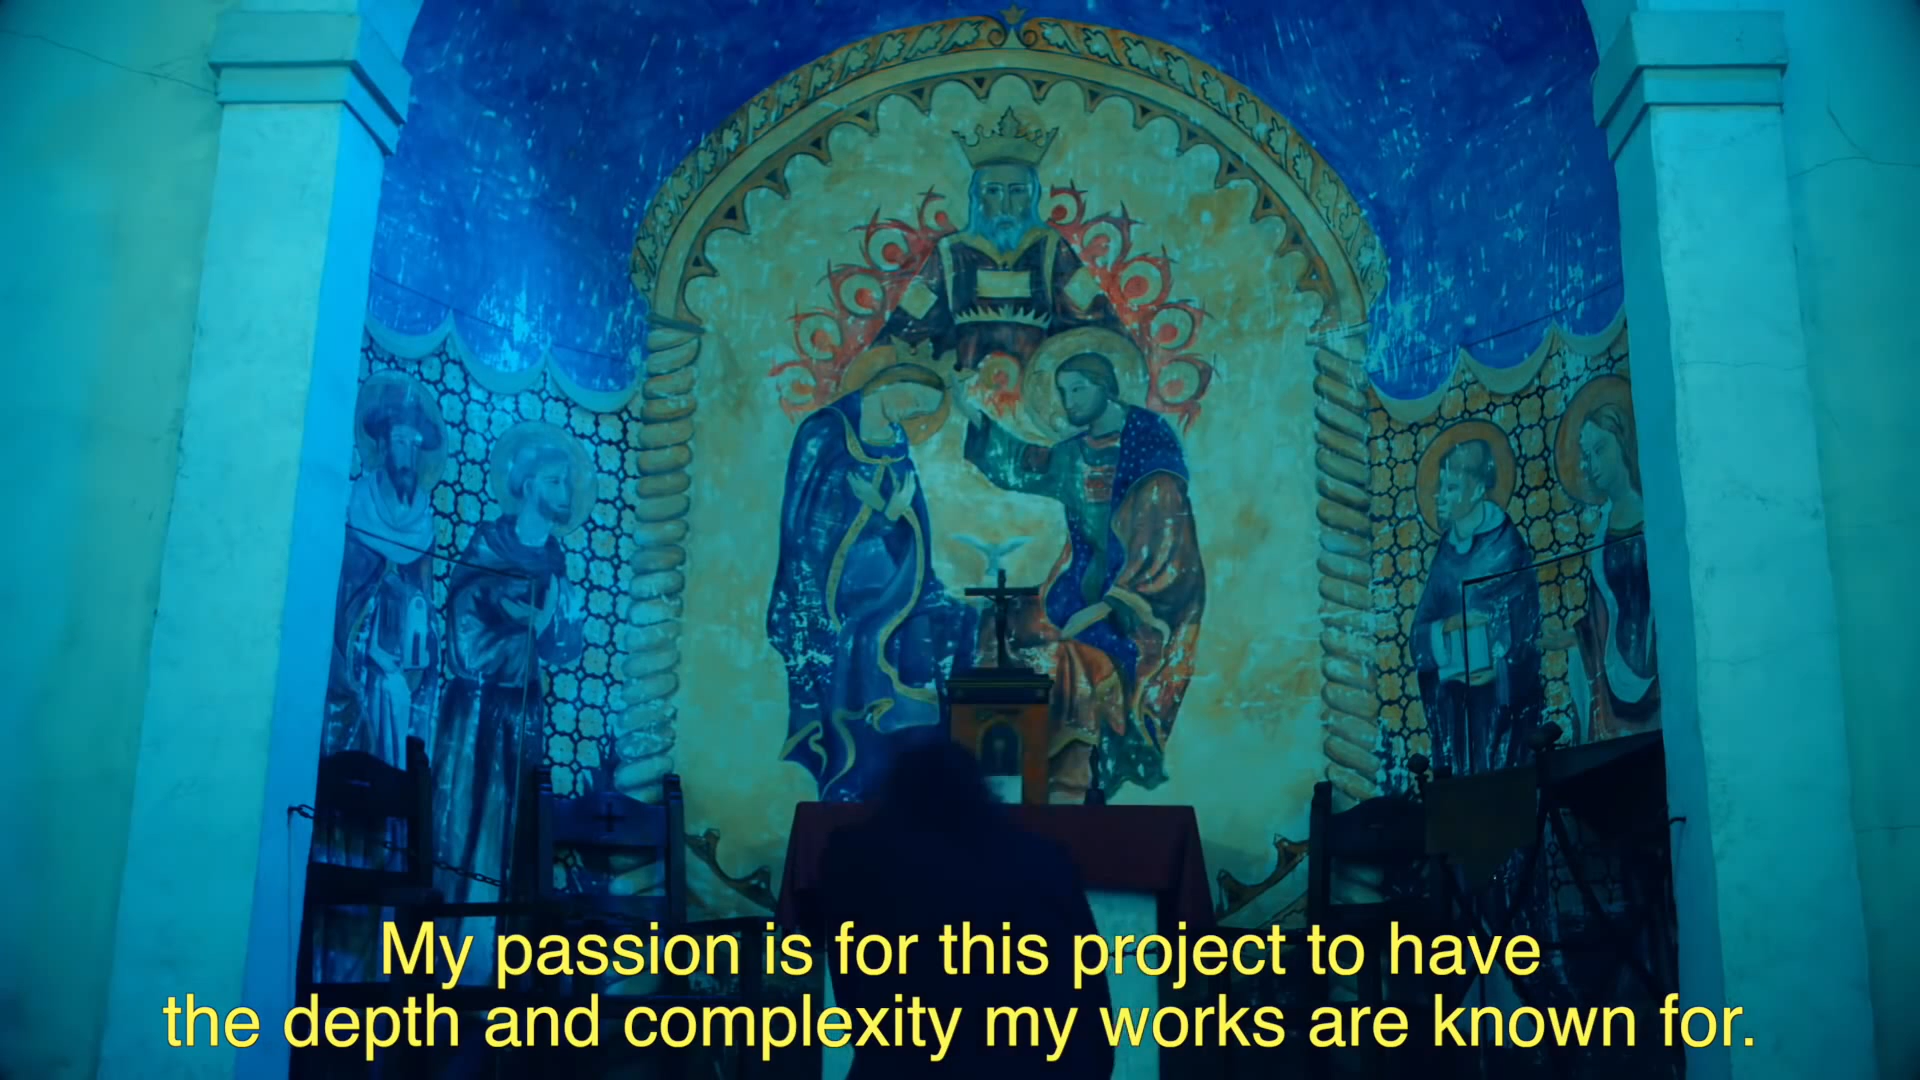 My passion is for this project to have
the depth and complexity my works are known for.